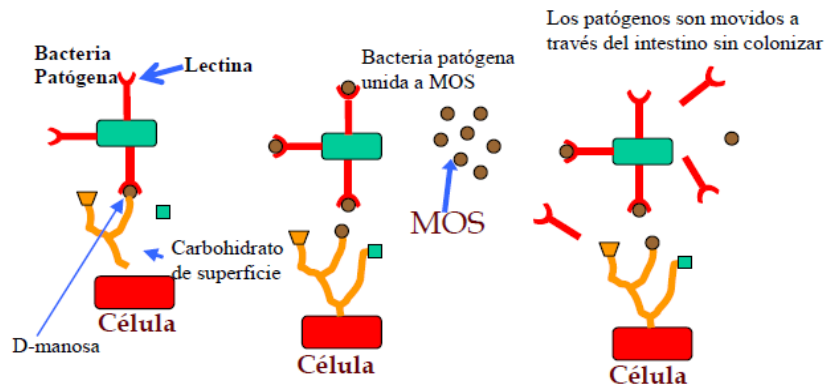 Bacteria
Patógena
Lectina
Carbohidrato
de superfície
Célula
D-manosa
Bacteria patógena
unida a MOS
MOS
Célula
Los patógenos son movidos a
través del intestino sin colonizar
Célula